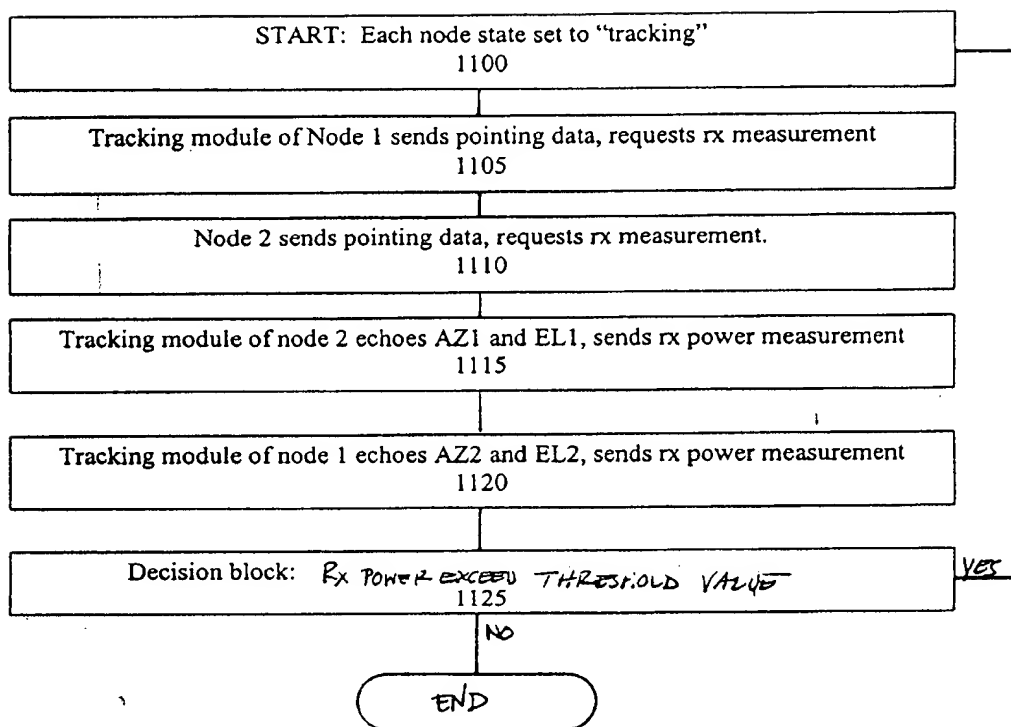 START: Each node state set to "tracking"
1100
Tracking module of Node 1 sends pointing data, requests rx measurement
1105
Node 2 sends pointing data, requests rx measurement.
1110
Tracking module of node 2 echoes AZ1 and EL1, sends rx power measurement
1115
Tracking module of node 1 echoes AZ2 and EL2, sends rx power measurement
1120
Decision block: RX POWER EXCEED THRESHOLD VALUE
YES
1125
NO
END